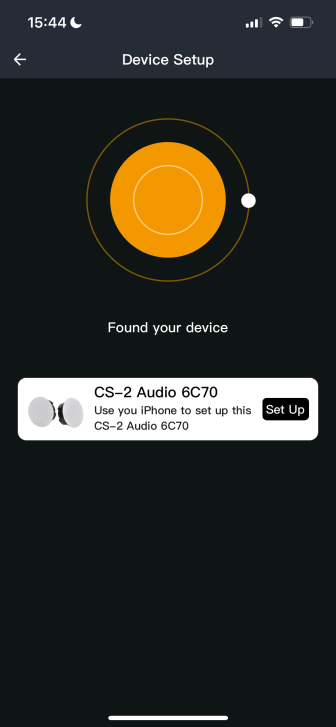 15:44
Device Setup
Found your device
CS-2 Audio 6C70
Use you iPhone to set up this
CS-2 Audio 6C70
Set Up